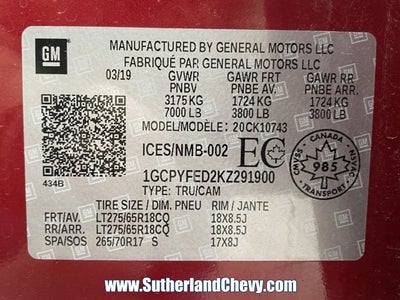 GM
MANUFACTURED BY GENERAL MOTORS LLC
FABRIQUÉ PAR GENERAL MOTORS LLC
03/19 GVWR GAWR FRT GAWR RR
PNBV PNBE AV. PNBE ARR.
3175 KG 1724 KG 1724 KG
7000 LB 3800 LB 3800 LB
MODEL/MODÈLE: 20CK10743
ICES/NMB-002 EC
CANADA
CMVSS 985 NSVAC
434B
1GCPYFED2KZ291900
TYPE: TRU/CAM
TIRE SIZE / DIM. PNEU RIM / JANTE
FRT/AV. LT275/65R18CQ 18X8.5J
RR/ARR. LT275/65R18CQ 18X8.5J
SPA/SOS 265/70R17 S 17X8J
www.SutherlandChevy.com